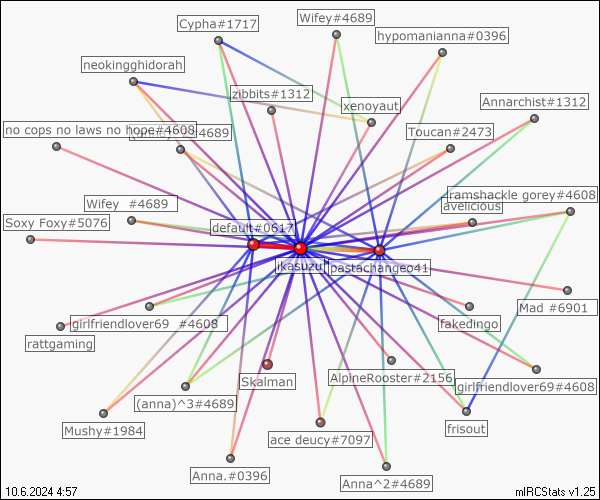 Cypha#1717
Wifey#4689
hypomanianna#0396
neokingghidorah
zibbits#1312
xenoyaut
Annarchist#1312
no cops no laws no hope#4608
#4689
Toucan#2473
Wifey _#4689
ramshackle gorey#4608
avelicious
Soxy Foxy#5076
default#0617
jkasuzu
pastachangeo41
Mad _#6901
girlfriendlover69_#4608
fakedingo
rattgaming
Skalman
AlpineRooster#2156
girlfriendlover69#4608
(anna)^3#4689
Mushy#1984
ace deucy#7097
frisout
Anna.#0396
Anna^2#4689
10.6.2024 4:57
mIRCStats v1.25